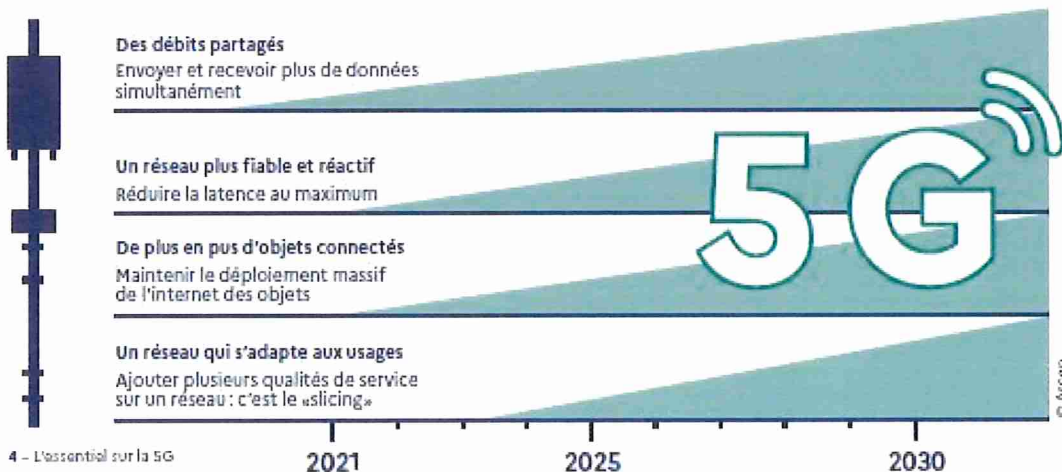 Des débits partagés
Envoyer et recevoir plus de données
simultanément
Un réseau plus fiable et réactif
Réduire la latence au maximum
De plus en pus d'objets connectés
Maintenir le déploiement massif
de l'internet des objets
Un réseau qui s'adapte aux usages
Ajouter plusieurs qualités de service
sur un réseau : c'est le «slicing»
5G
4 – L'essentiel sur la 5G
2021
2025
2030